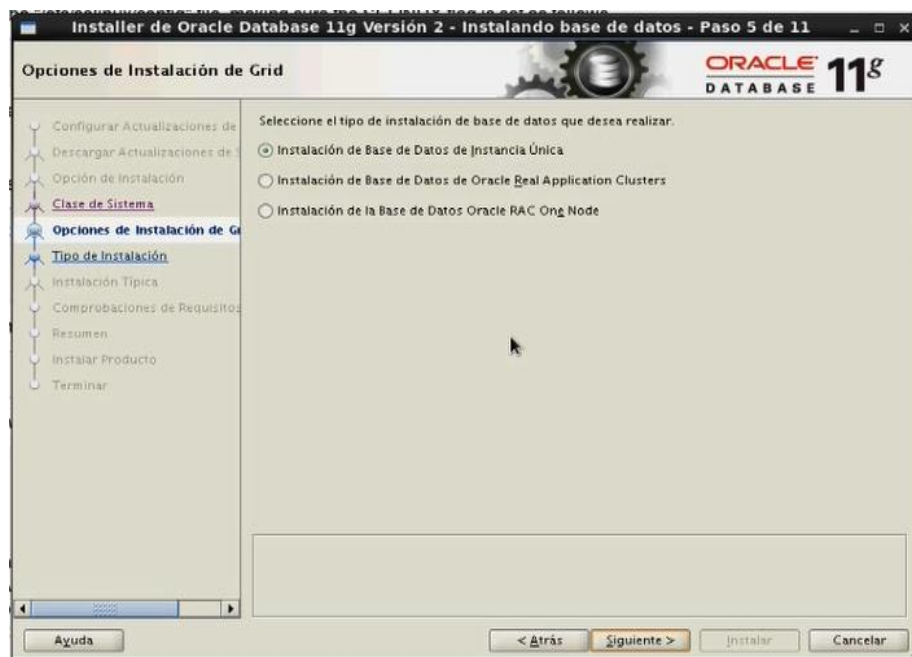 Installer de Oracle Database 11g Versión 2 - Instalando base de datos - Paso 5 de 11
Opciones de Instalación de Grid
ORACLE
DATABASE
11g
Configurar Actualizaciones de
Descargar Actualizaciones de S
Opción de Instalación
Clase de Sistema
Opciones de Instalación de Gr
Tipo de Instalación
Instalación Típica
Comprobaciones de Requisitos
Resumen
Instalar Producto
Terminar
Seleccione el tipo de instalación de base de datos que desea realizar.
Instalación de Base de Datos de Instancia Única
Instalación de Base de Datos de Oracle Real Application Clusters
Instalación de la Base de Datos Oracle RAC One Node
Ayuda
< Atrás
Siguiente >
Instalar
Cancelar